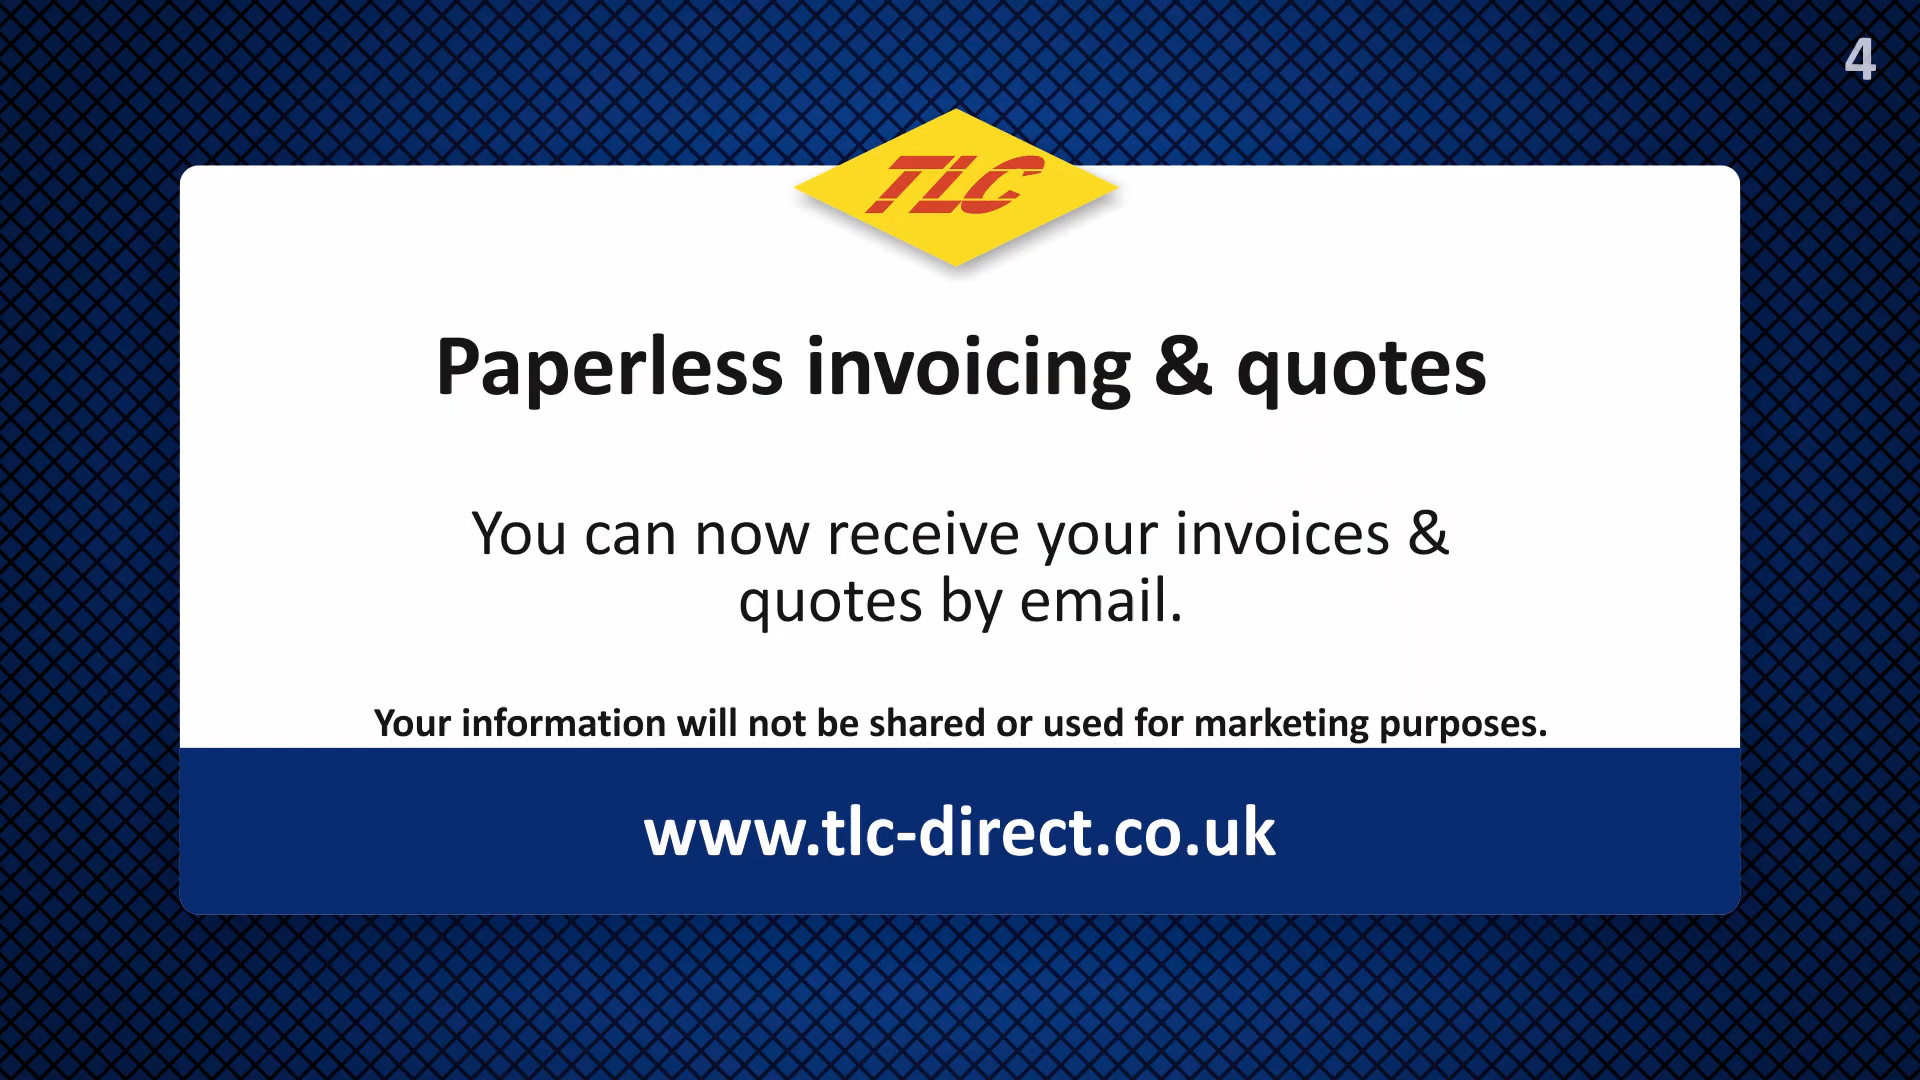 4
TLC
Paperless invoicing & quotes
You can now receive your invoices &
quotes by email.
Your information will not be shared or used for marketing purposes.
www.tlc-direct.co.uk